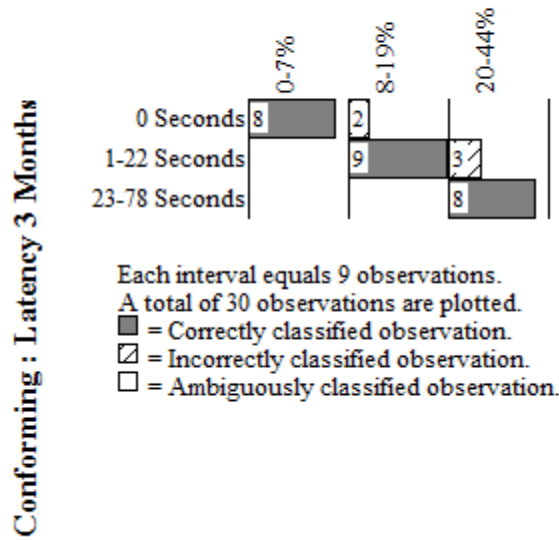 0-7%
8-19%
20-44%
Conforming : Latency 3 Months
0 Seconds 8 2
1-22 Seconds 9 3
23-78 Seconds 8
Each interval equals 9 observations.
A total of 30 observations are plotted.
= Correctly classified observation.
= Incorrectly classified observation.
= Ambiguously classified observation.